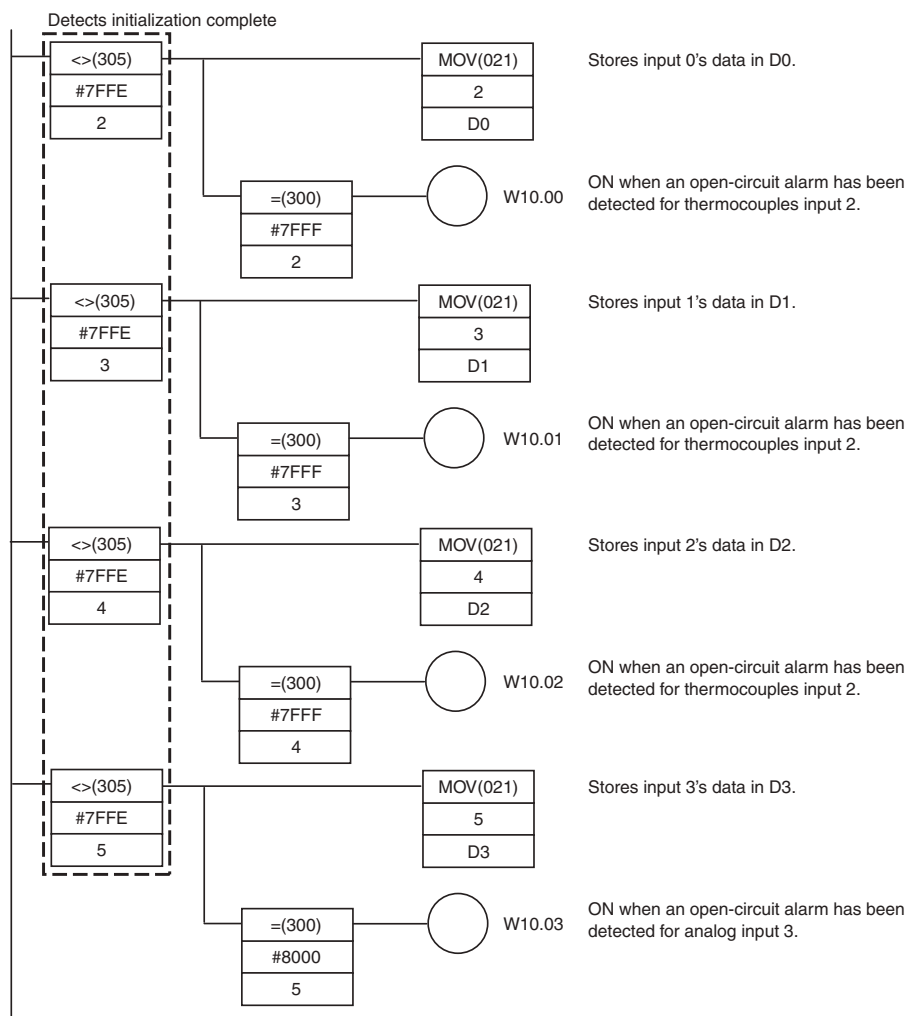 Detects initialization complete
<>(305)
#7FFE
2
MOV(021)
2
D0
Stores input 0's data in D0.
=(300)
#7FFF
2
W10.00
ON when an open-circuit alarm has been
detected for thermocouples input 2.
<>(305)
#7FFE
3
MOV(021)
3
D1
Stores input 1's data in D1.
=(300)
#7FFF
3
W10.01
ON when an open-circuit alarm has been
detected for thermocouples input 2.
<>(305)
#7FFE
4
MOV(021)
4
D2
Stores input 2's data in D2.
=(300)
#7FFF
4
W10.02
ON when an open-circuit alarm has been
detected for thermocouples input 2.
<>(305)
#7FFE
5
MOV(021)
5
D3
Stores input 3's data in D3.
=(300)
#8000
5
W10.03
ON when an open-circuit alarm has been
detected for analog input 3.